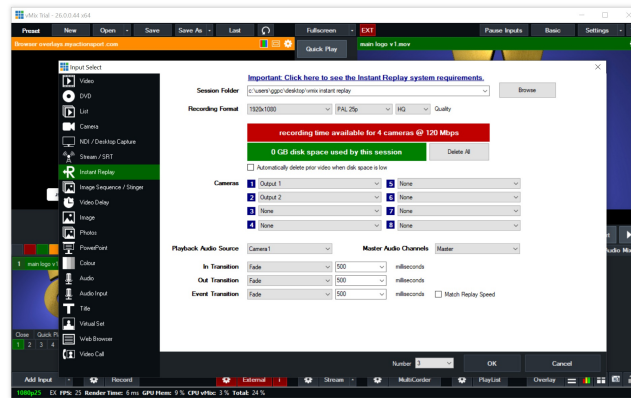 vMix Trial - 26.0.0.44 x64
Preset New Open Save Save As Last Fullscreen EXT Pause Inputs Basic Settings
Browser overlays myactionsport .com
Quick Play
main logo v1.mov
Input Select
Video
DVD
List
Camera
NDI / Desktop Capture
Stream / SRT
Instant Replay
Image Sequence / Stinger
Video Delay
Image
Photos
PowerPoint
Colour
Audio
Audio Input
Title
Virtual Set
Web Browser
Video Call
Important: Click here to see the Instant Replay system requirements.
Session Folder c:\users\ggpc\desktop\vmix instant replay Browse
Recording Format 1920x1080 PAL 25p HQ Quality
recording time available for 4 cameras @ 120 Mbps
0 GB disk space used by this session Delete All
Automatically delete prior video when disk space is low
Cameras 1 Output 1 5 None
2 Output 2 6 None
3 None 7 None
4 None 8 None
Playback Audio Source Camera1 Master Audio Channels Master
In Transition Fade 500 milliseconds
Out Transition Fade 500 milliseconds
Event Transition Fade 500 milliseconds Match Replay Speed
Number 3 OK Cancel
1 main logo v1
Audio Mi
Close Quick Pl
1 2 3 4
Add Input Record External Stream MultiCorder PlayList Overlay
1080p25 EX FPS: 25 Render Time: 6 ms GPU Mem: 9 % CPU vMix: 3 % Total: 24 %